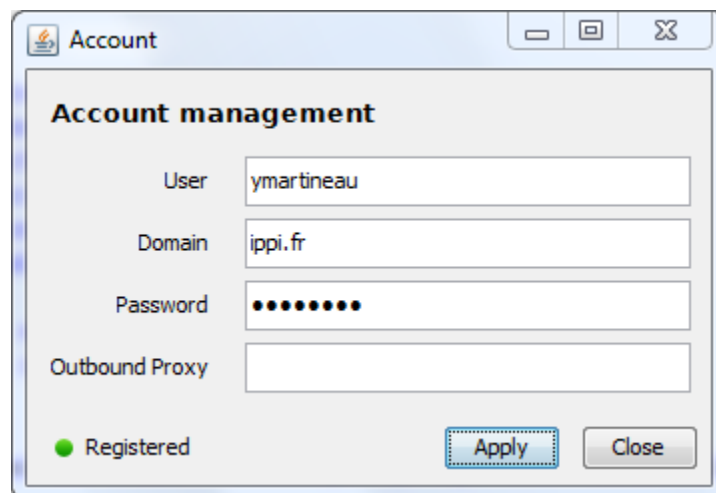 Account
Account management
User ymartineau
Domain ippi.fr
Password ●●●●●●●●
Outbound Proxy
Registered Apply Close